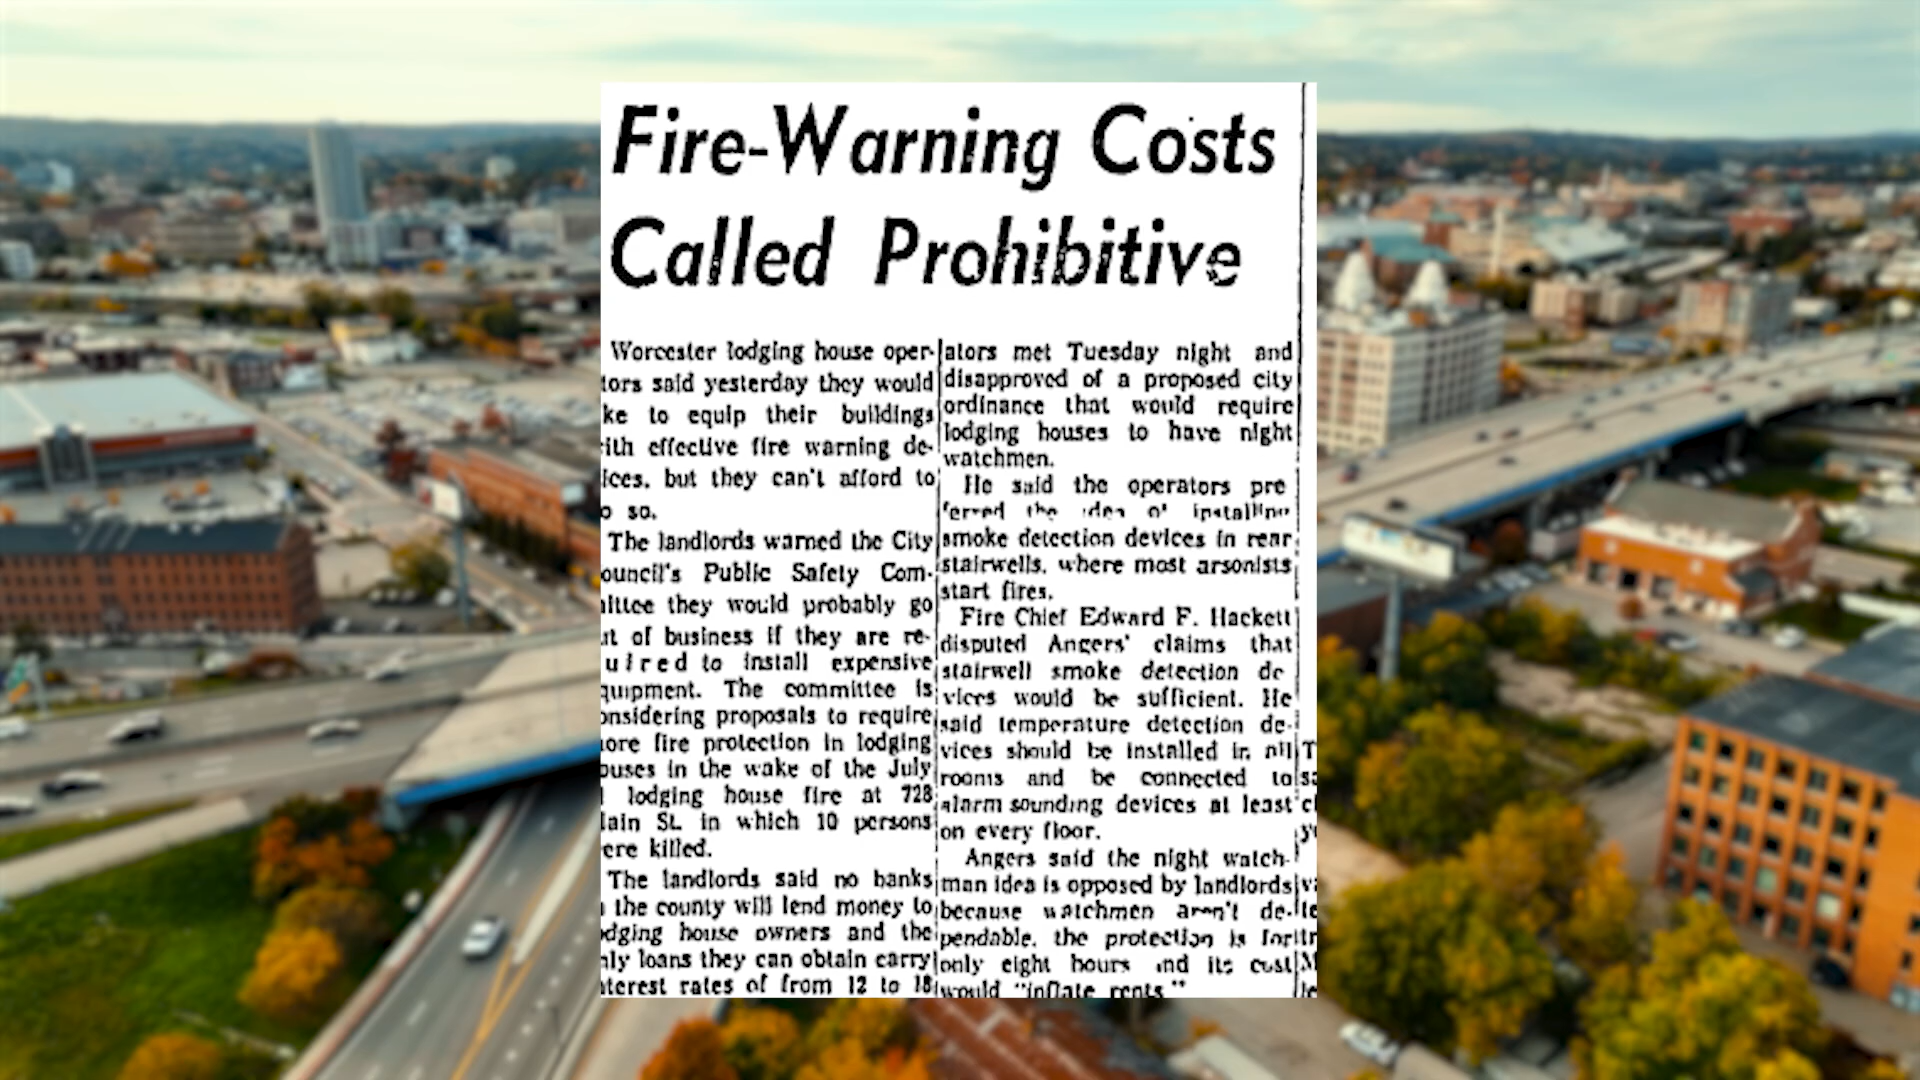 Fire-Warning Costs
Called Prohibitive
Worcester lodging house oper-
tors said yesterday they would
ke to equip their buildings
ith effective fire warning de-
ices, but they can't afford to
o so.
The landlords warned the City
ouncil's Public Safety Com-
ittee they would probably go
ut of business if they are re-
uired to install expensive
quipment. The committee is
onsidering proposals to require
ore fire protection in lodging
ouses in the wake of the July
lodging house fire at 728
ain St. in which 10 persons
ere killed.
The landlords said no banks
the county will lend money to
odging house owners and the
nly loans they can obtain carry
nterest rates of from 12 to 18
ators met Tuesday night and
disapproved of a proposed city
ordinance that would require
lodging houses to have night
watchmen.
He said the operators pre
ferred the idea of installing
smoke detection devices in rear
stairwells, where most arsonists
start fires.
Fire Chief Edward F. Hackett
disputed Angers' claims that
stairwell smoke detection de
vices would be sufficient. He
said temperature detection de-
vices should be installed in all
rooms and be connected to
alarm sounding devices at least
on every floor.
Angers said the night watch-
man idea is opposed by landlords
because watchmen aren't de-
pendable, the protection is for
only eight hours and its cost
would "inflate rents."